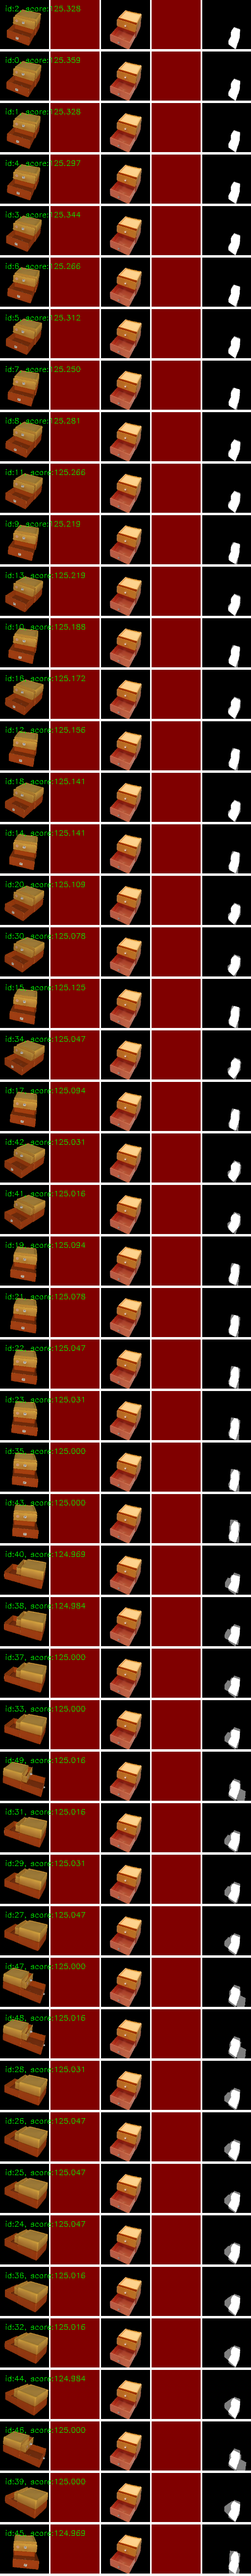 id:2, score:125.328
id:0, score:125.359
id:1, score:125.328
id:4, score:125.297
id:3, score:125.344
id:6, score:125.266
id:5, score:125.312
id:7, score:125.250
id:8, score:125.281
id:11, score:125.266
id:9, score:125.219
id:13, score:125.219
id:10, score:125.188
id:16, score:125.172
id:12, score:125.156
id:18, score:125.141
id:14, score:125.141
id:20, score:125.109
id:30, score:125.078
id:15, score:125.125
id:34, score:125.047
id:17, score:125.094
id:42, score:125.031
id:41, score:125.016
id:19, score:125.094
id:21, score:125.078
id:22, score:125.047
id:23, score:125.031
id:35, score:125.000
id:43, score:125.000
id:40, score:124.969
id:38, score:124.984
id:37, score:125.000
id:33, score:125.000
id:49, score:125.016
id:31, score:125.016
id:29, score:125.031
id:27, score:125.047
id:47, score:125.000
id:48, score:125.016
id:28, score:125.031
id:26, score:125.047
id:25, score:125.047
id:24, score:125.047
id:36, score:125.016
id:32, score:125.016
id:44, score:124.984
id:46, score:125.000
id:39, score:125.000
id:45, score:124.969